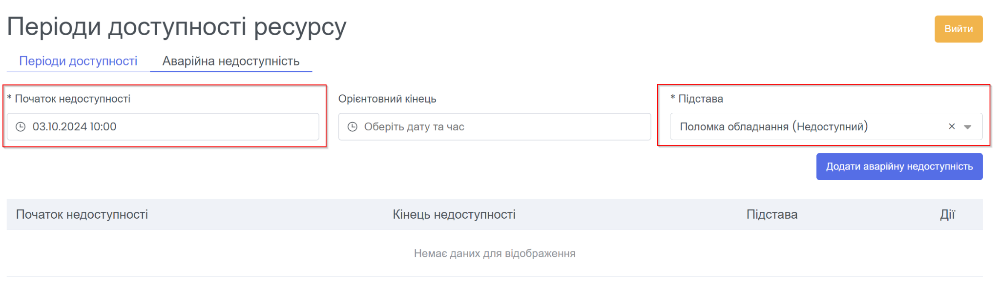 Періоди доступності ресурсу
Вийти
Періоди доступності
Аварійна недоступність
* Початок недоступності
Орієнтовний кінець
* Підстава
03.10.2024 10:00
Оберіть дату та час
Поломка обладнання (Недоступний)
Додати аварійну недоступність
Початок недоступності
Кінець недоступності
Підстава
Дії
Немає даних для відображення